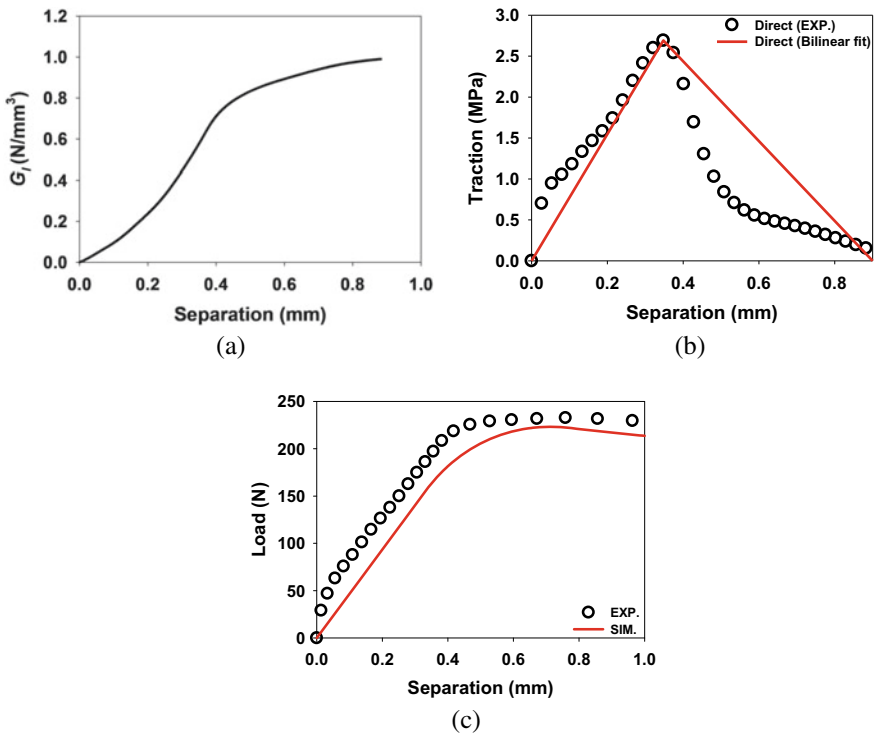 1.2
1.0
0.8
0.6
0.4
0.2
0.0
G_I (N/mm³)
0.0 0.2 0.4 0.6 0.8 1.0
Separation (mm)
(a)
3.0
2.5
2.0
1.5
1.0
0.5
0.0
Traction (MPa)
Direct (EXP.)
Direct (Bilinear fit)
0.0 0.2 0.4 0.6 0.8
Separation (mm)
(b)
250
200
150
100
50
0
Load (N)
EXP.
SIM.
0.0 0.2 0.4 0.6 0.8 1.0
Separation (mm)
(c)